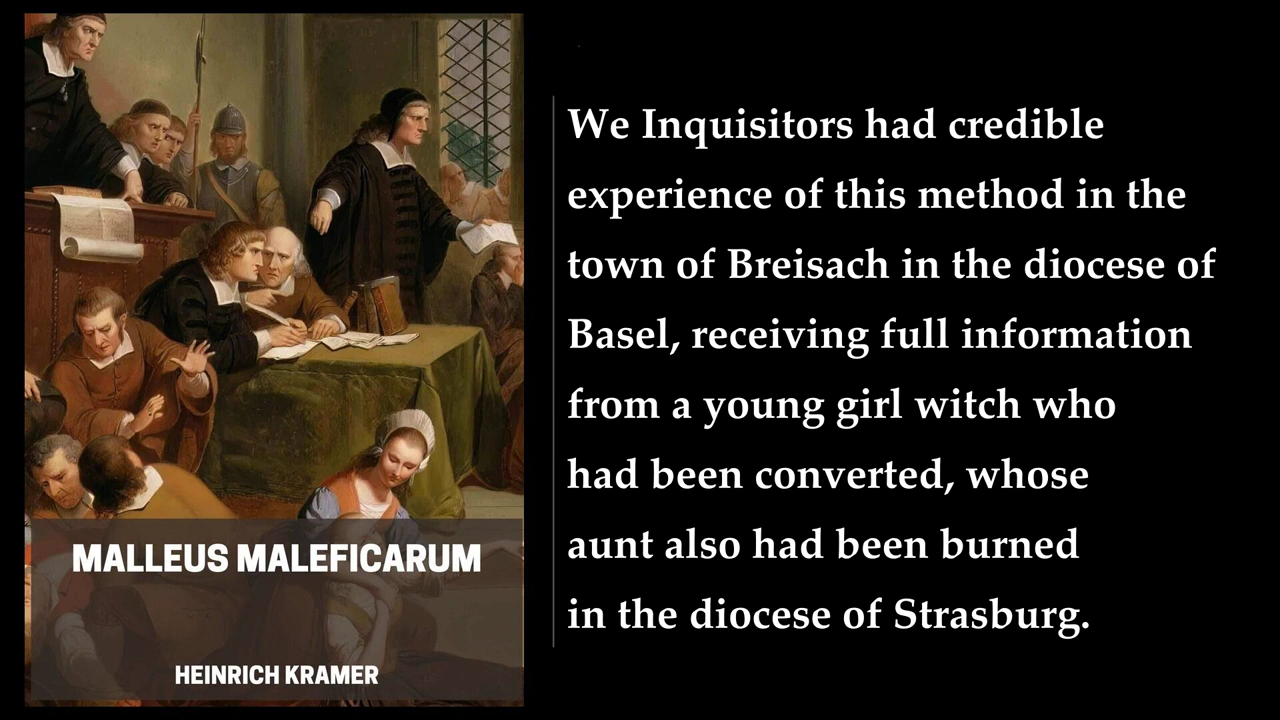 MALLEUS MALEFICARUM
HEINRICH KRAMER
We Inquisitors had credible
experience of this method in the
town of Breisach in the diocese of
Basel, receiving full information
from a young girl witch who
had been converted, whose
aunt also had been burned
in the diocese of Strasburg.